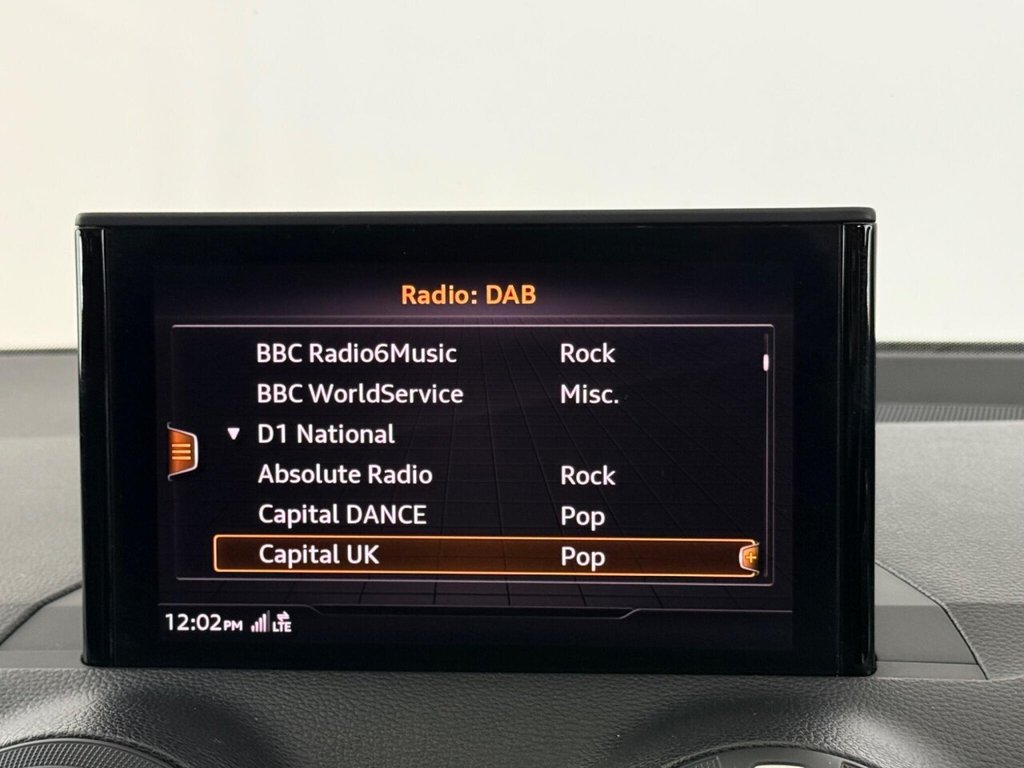 Radio: DAB
BBC Radio6Music Rock
BBC WorldService Misc.
▼ D1 National
Absolute Radio Rock
Capital DANCE Pop
Capital UK Pop
12:02PM LTE